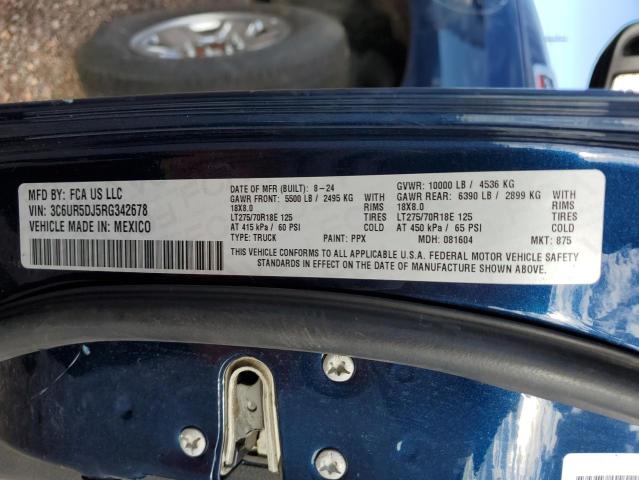 MFD BY: FCA US LLC
VIN: 3C6UR5DJ5RG342678
VEHICLE MADE IN: MEXICO
DATE OF MFR (BUILT): 8-24
GAWR FRONT: 5500 LB / 2495 KG WITH
18X8.0 RIMS
LT275/70R18E 125 TIRES
AT 415 kPa / 60 PSI COLD
TYPE: TRUCK PAINT: PPX
GVWR: 10000 LB / 4536 KG
GAWR REAR: 6390 LB / 2899 KG WITH
18X8.0 RIMS
LT275/70R18E 125 TIRES
AT 450 kPa / 65 PSI COLD
MDH: 081604 MKT: 875
THIS VEHICLE CONFORMS TO ALL APPLICABLE U.S.A. FEDERAL MOTOR VEHICLE SAFETY
STANDARDS IN EFFECT ON THE DATE OF MANUFACTURE SHOWN ABOVE.